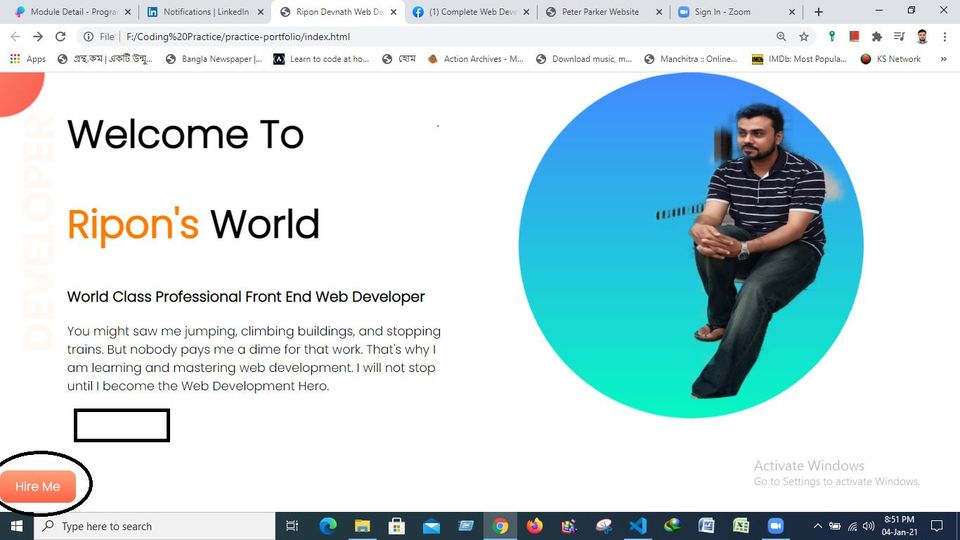 Module Detail - Progra
Notifications | LinkedIn
Ripon Devnath Web De
(1) Complete Web Deve
Peter Parker Website
Sign In - Zoom
File
F:/Coding%20Practice/practice-portfolio/index.html
Apps
Bangla Newspaper |...
Learn to code at ho...
হোম
Action Archives - M...
Download music, m...
Manchitra :: Online...
IMDb
IMDb: Most Popula...
KS Network
DEVELOPER
Welcome To
Ripon's World
World Class Professional Front End Web Developer
You might saw me jumping, climbing buildings, and stopping
trains. But nobody pays me a dime for that work. That's why I
am learning and mastering web development. I will not stop
until I become the Web Development Hero.
Hire Me
Activate Windows
Go to Settings to activate Windows.
Type here to search
8:51 PM
04-Jan-21